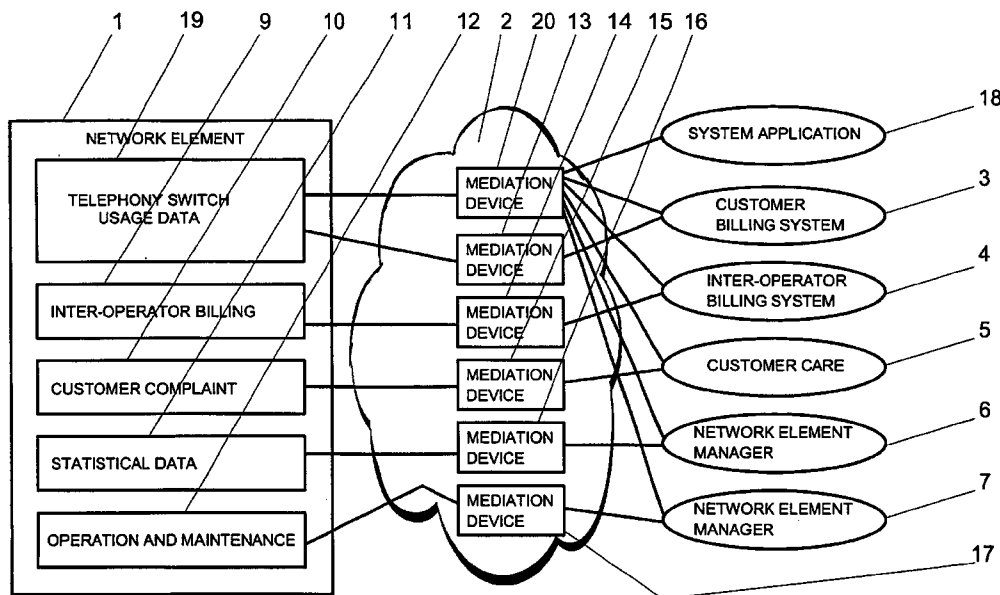 1 19 9 10 11 12 2 20 13 14 15 16
18
NETWORK ELEMENT
TELEPHONY SWITCH
USAGE DATA
INTER-OPERATOR BILLING
CUSTOMER COMPLAINT
STATISTICAL DATA
OPERATION AND MAINTENANCE
MEDIATION
DEVICE
MEDIATION
DEVICE
MEDIATION
DEVICE
MEDIATION
DEVICE
MEDIATION
DEVICE
MEDIATION
DEVICE
SYSTEM APPLICATION
CUSTOMER
BILLING SYSTEM
3
INTER-OPERATOR
BILLING SYSTEM
4
CUSTOMER CARE
5
NETWORK ELEMENT
MANAGER
6
NETWORK ELEMENT
MANAGER
7
17